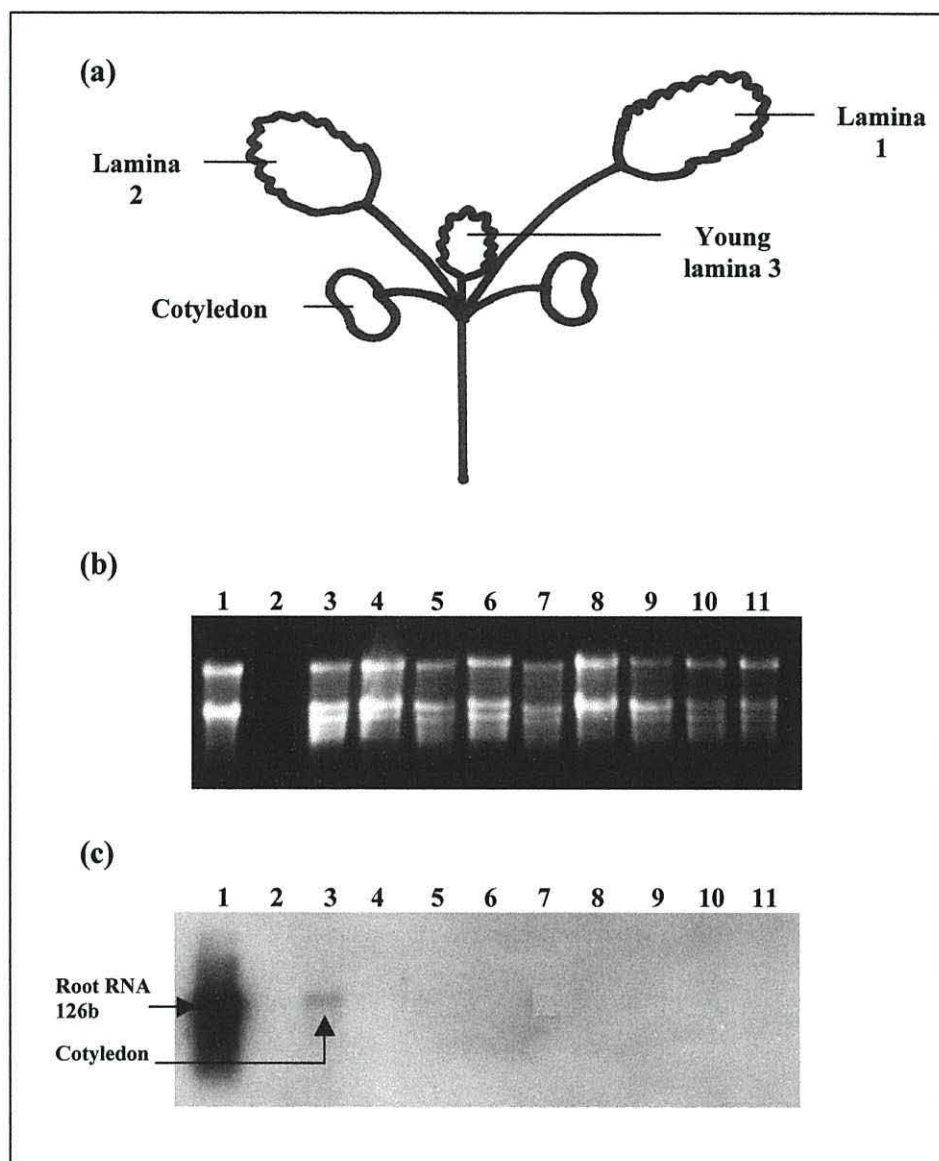 (a)
Lamina
1
Lamina
2
Young
lamina 3
Cotyledon
(b)
1 2 3 4 5 6 7 8 9 10 11
(c)
1 2 3 4 5 6 7 8 9 10 11
Root RNA
126b
Cotyledon